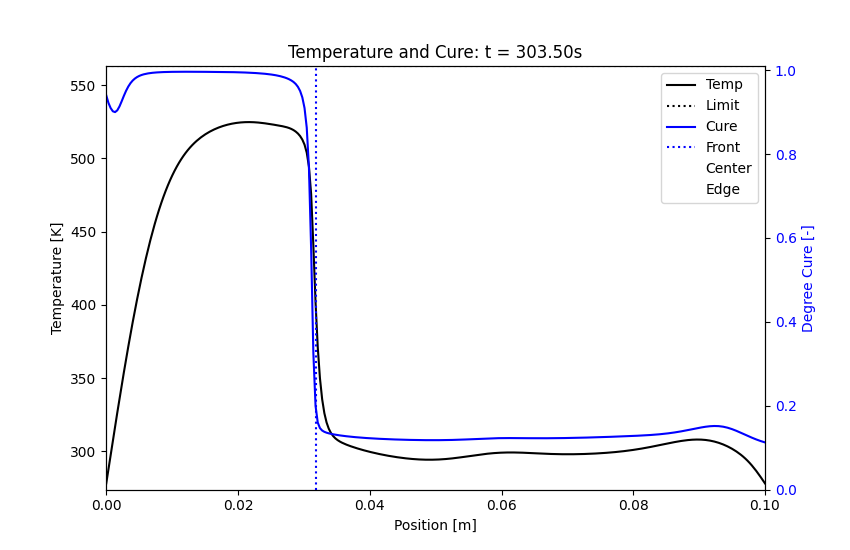 Temperature and Cure: t = 303.50s
Temperature [K]
550
500
450
400
350
300
1.0
0.8
0.6
0.4
0.2
0.0
Degree Cure [-]
Temp
Limit
Cure
Front
Center
Edge
0.00
0.02
0.04
0.06
0.08
0.10
Position [m]